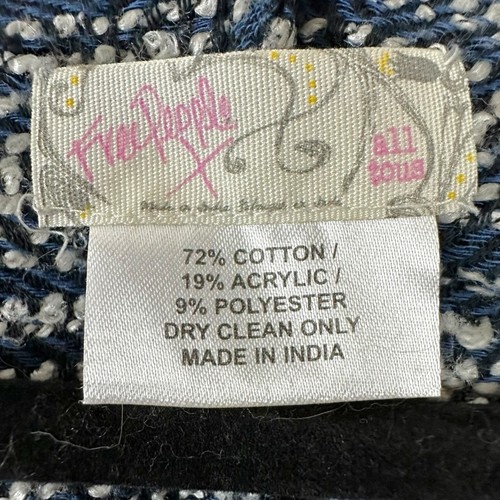 Free People
all
tous
72% COTTON /
19% ACRYLIC /
9% POLYESTER
DRY CLEAN ONLY
MADE IN INDIA